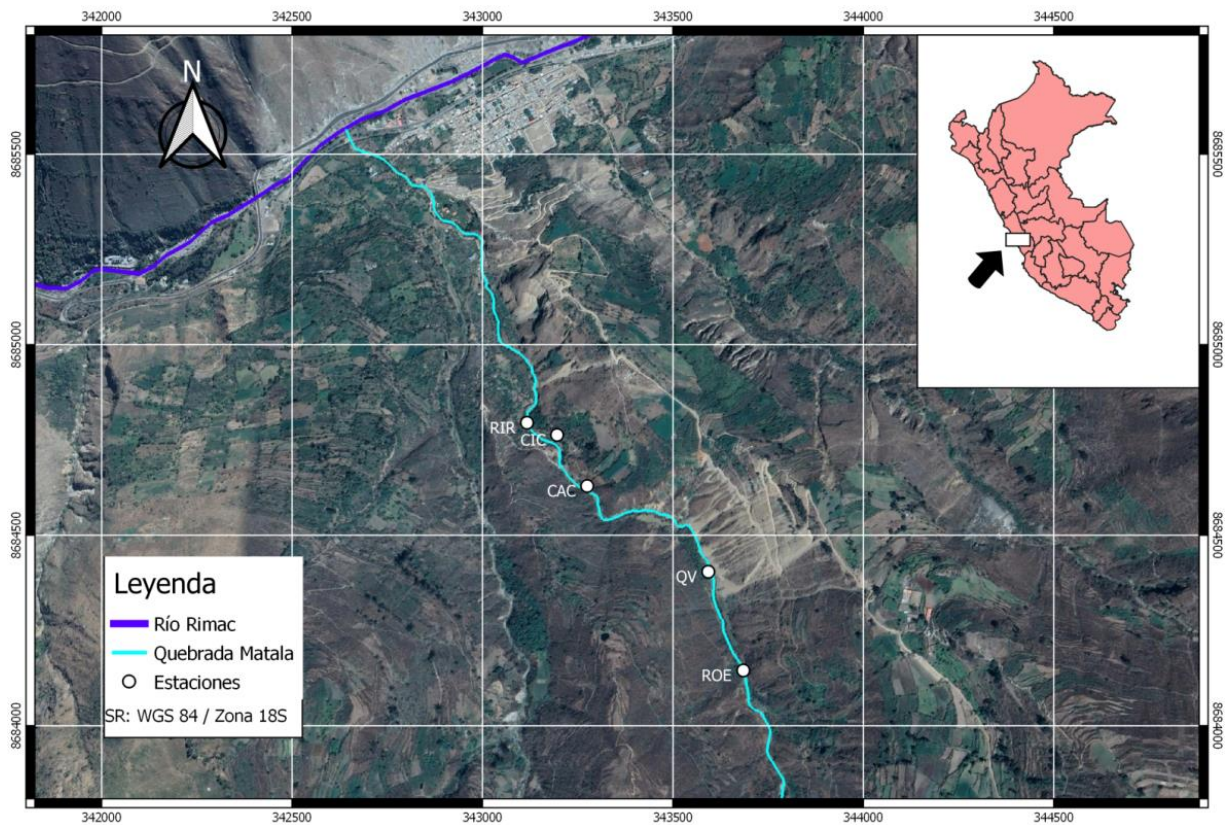 342000 342500 343000 343500 344000 344500
N
8685500 8685500
8685000 8685000
RIR
CIC
CAC
8684500 8684500
QV
ROE
8684000 8684000
Leyenda
Río Rimac
Quebrada Matala
Estaciones
SR: WGS 84 / Zona 18S
342000 342500 343000 343500 344000 344500